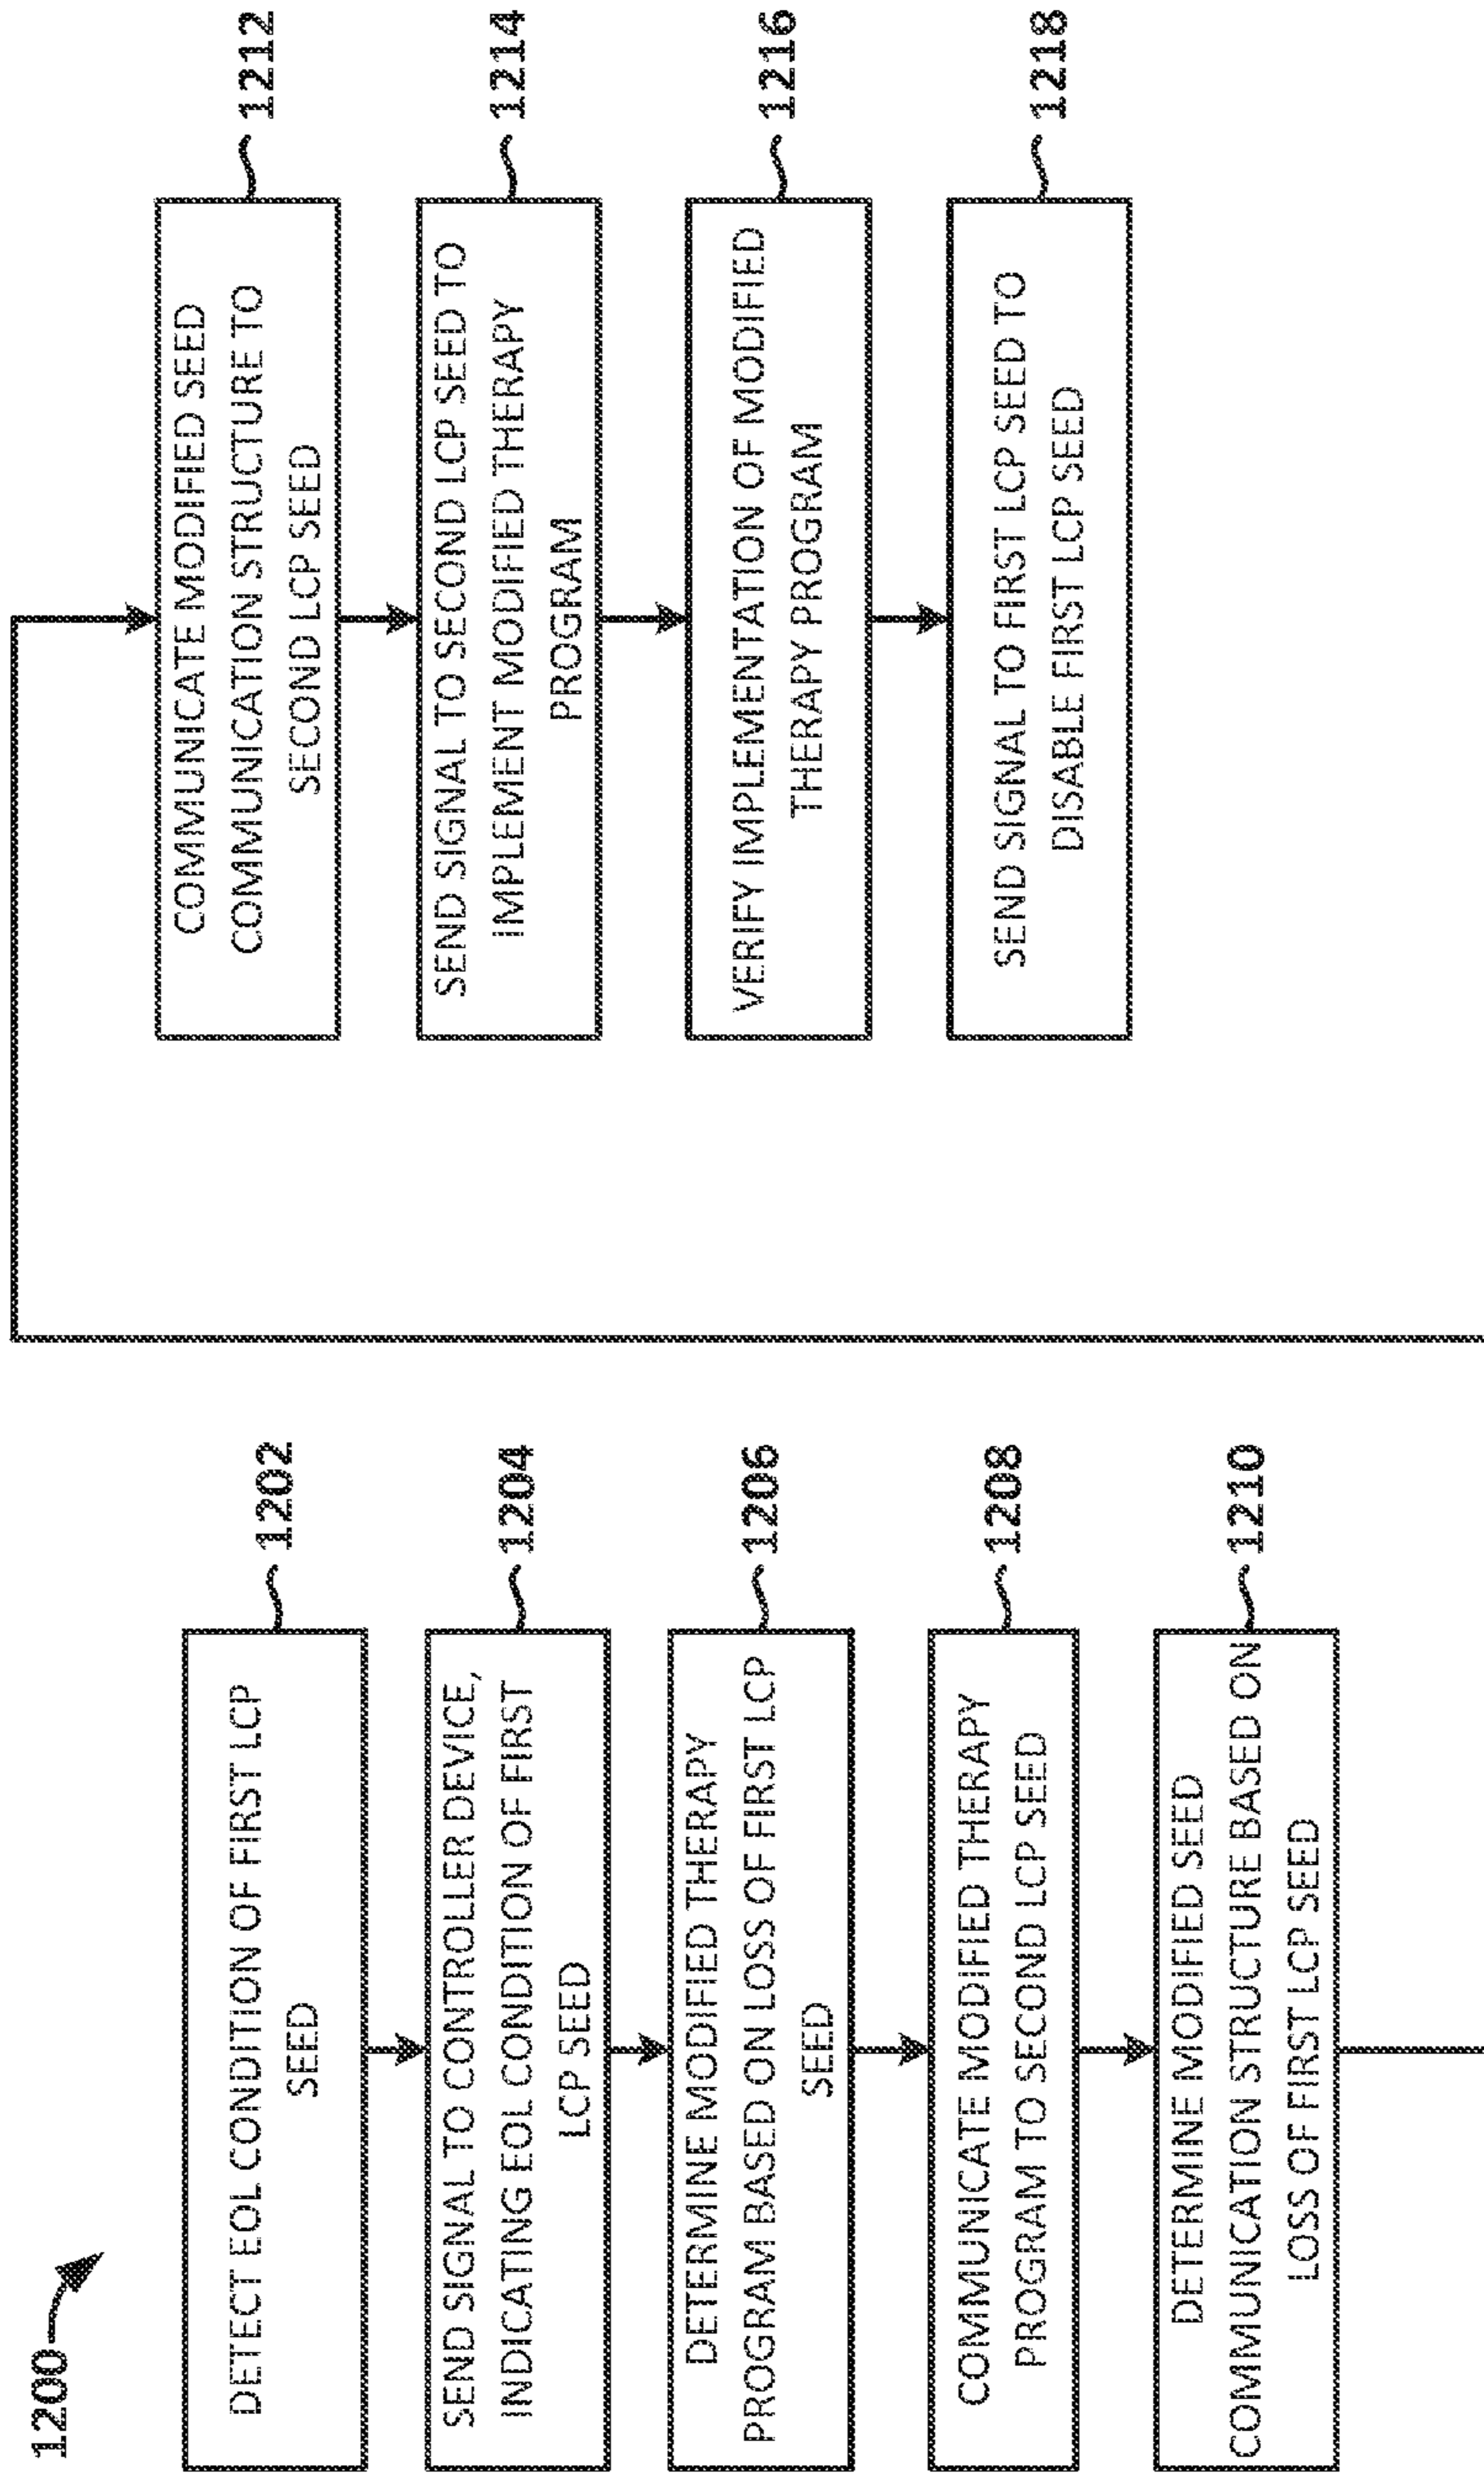 1200
DETECT EOL CONDITION OF FIRST LCP
SEED
1202
SEND SIGNAL TO CONTROLLER DEVICE,
INDICATING EOL CONDITION OF FIRST
LCP SEED
1204
DETERMINE MODIFIED THERAPY
PROGRAM BASED ON LOSS OF FIRST LCP
SEED
1206
COMMUNICATE MODIFIED THERAPY
PROGRAM TO SECOND LCP SEED
1208
DETERMINE MODIFIED SEED
COMMUNICATION STRUCTURE BASED ON
LOSS OF FIRST LCP SEED
1210
COMMUNICATE MODIFIED SEED
COMMUNICATION STRUCTURE TO
SECOND LCP SEED
1212
SEND SIGNAL TO SECOND LCP SEED TO
IMPLEMENT MODIFIED THERAPY
PROGRAM
1214
VERIFY IMPLEMENTATION OF MODIFIED
THERAPY PROGRAM
1216
SEND SIGNAL TO FIRST LCP SEED TO
DISABLE FIRST LCP SEED
1218